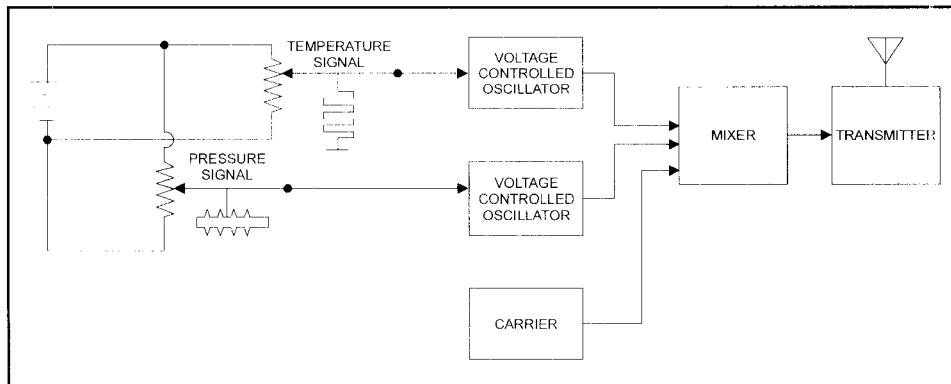 TEMPERATURE
SIGNAL
VOLTAGE
CONTROLLED
OSCILLATOR
MIXER
TRANSMITTER
PRESSURE
SIGNAL
VOLTAGE
CONTROLLED
OSCILLATOR
CARRIER